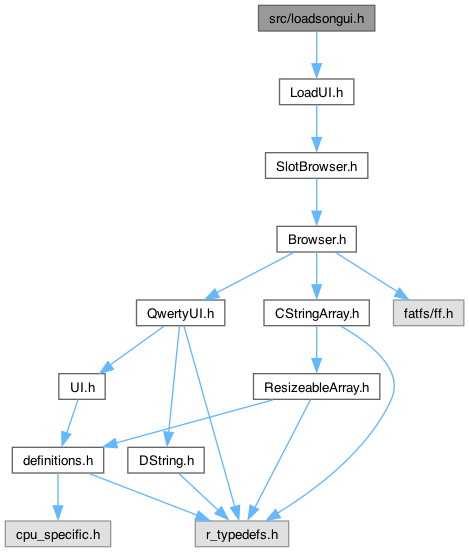 src/loadsongui.h
LoadUI.h
SlotBrowser.h
Browser.h
QwertyUI.h
CStringArray.h
fatfs/ff.h
UI.h
ResizeableArray.h
definitions.h
DString.h
cpu_specific.h
r_typedefs.h